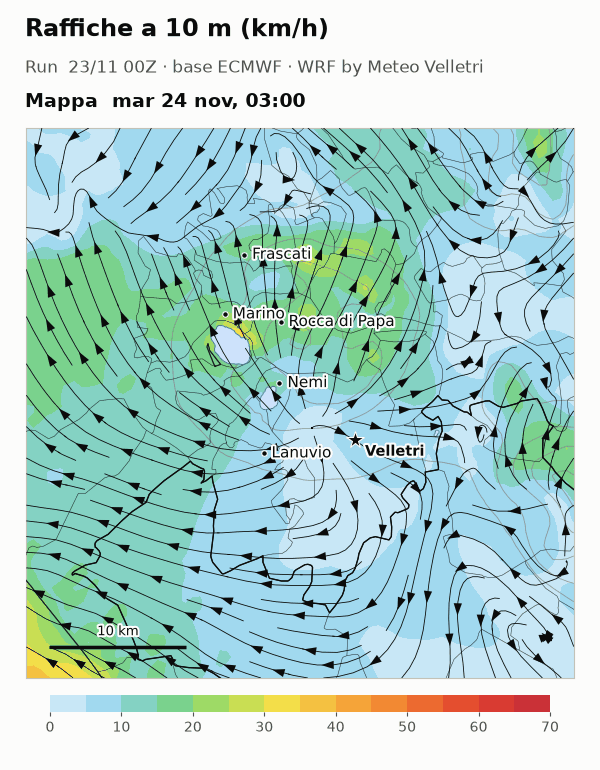 Raffiche a 10 m (km/h)
Run  23/11 00Z · base ECMWF · WRF by Meteo Velletri
Mappa  mar 24 nov, 03:00
Frascati
Marino
Rocca di Papa
Nemi
Velletri
Lanuvio
10 km
0 10 20 30 40 50 60 70